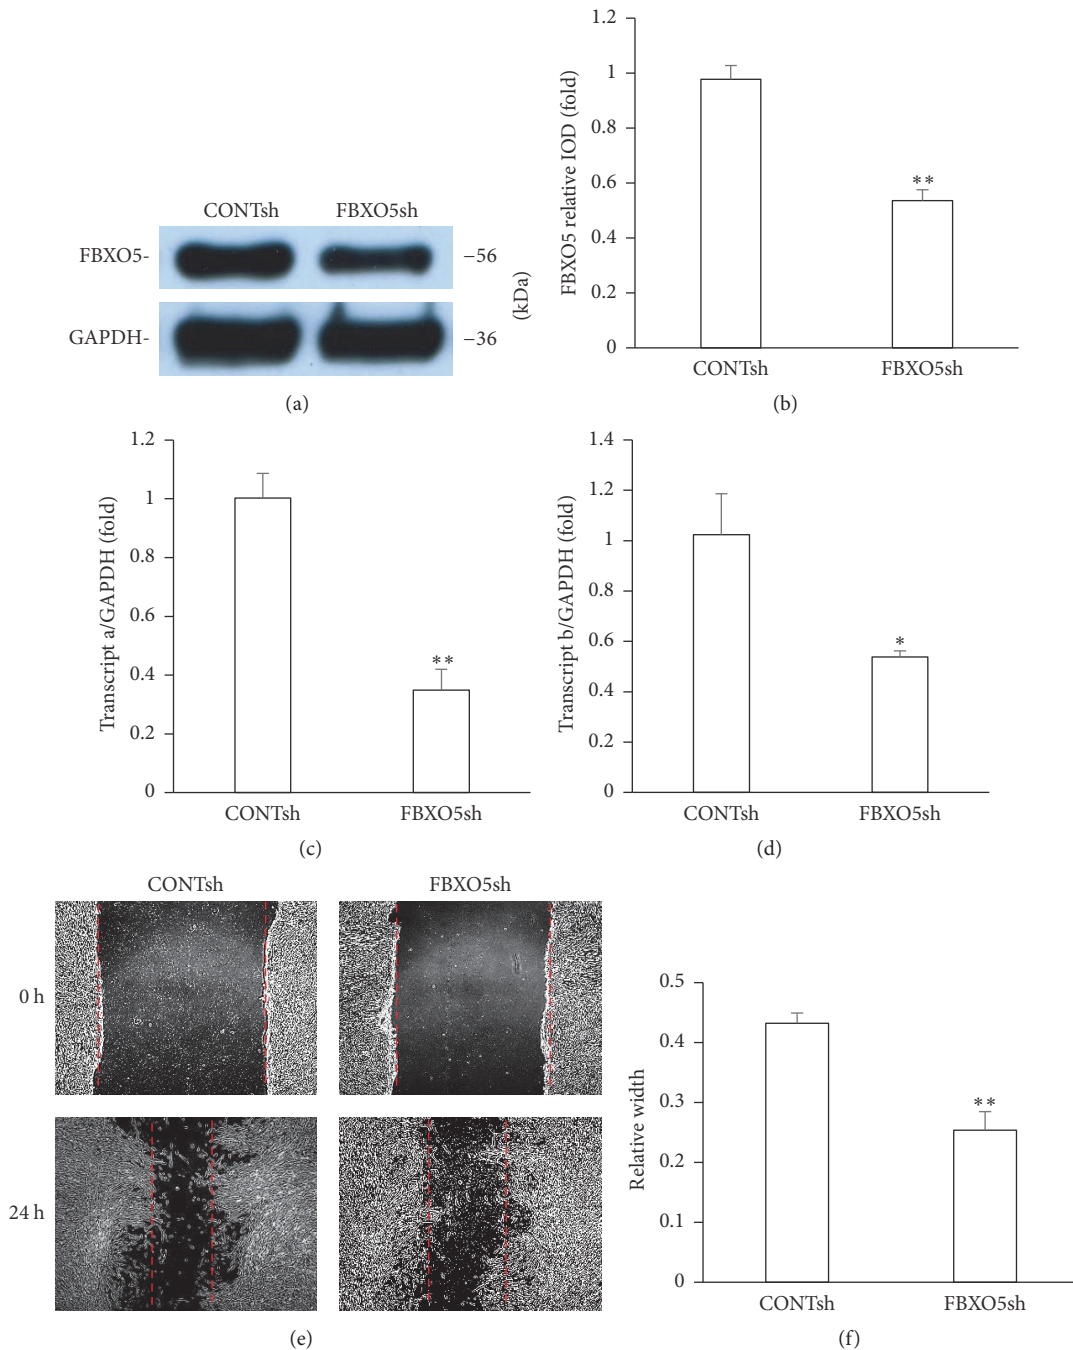 CONTsh FBXO5sh
FBXO5- –56
GAPDH- –36
(kDa)
(a)
1.2
1
0.8
0.6
0.4
0.2
0
FBXO5 relative IOD (fold)
**
CONTsh FBXO5sh
(b)
1.2
1
0.8
0.6
0.4
0.2
0
Transcript a/GAPDH (fold)
**
CONTsh FBXO5sh
(c)
1.4
1.2
1
0.8
0.6
0.4
0.2
0
Transcript b/GAPDH (fold)
*
CONTsh FBXO5sh
(d)
CONTsh FBXO5sh
0 h
24 h
(e)
0.5
0.4
0.3
0.2
0.1
0
Relative width
**
CONTsh FBXO5sh
(f)